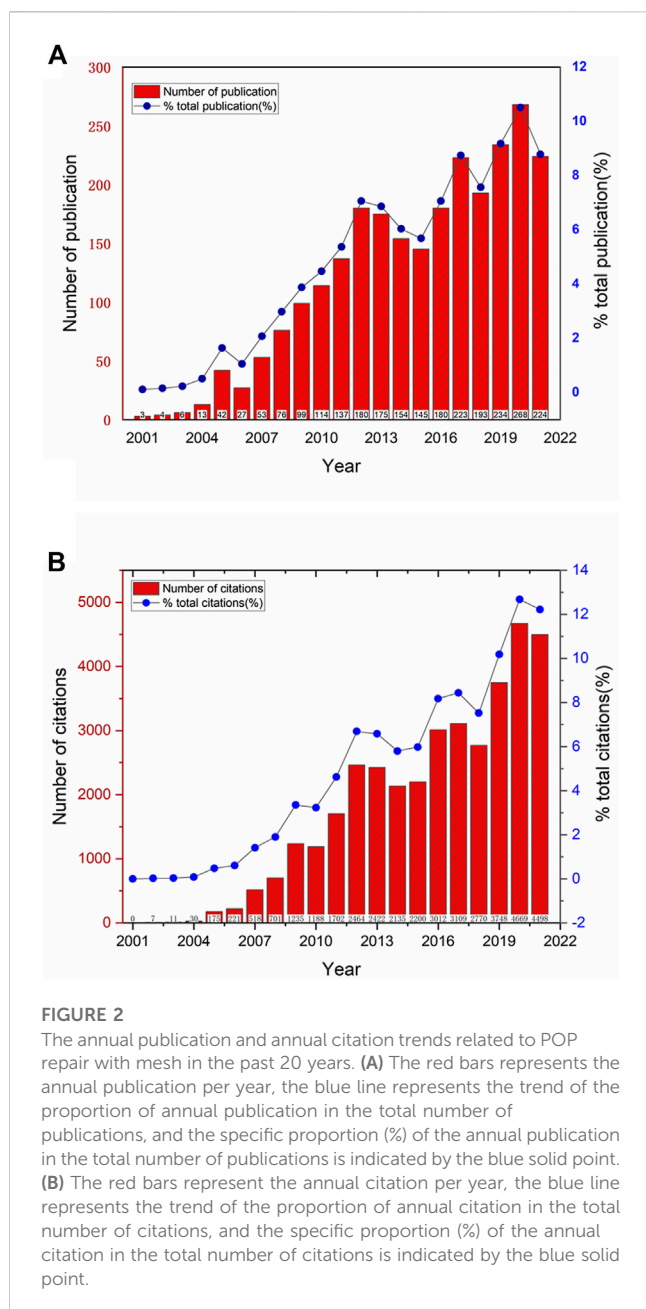 A
300
250
200
150
100
50
0
Number of publication
Number of publication
% total publication(%)
12
10
8
6
4
2
0
% total publication(%)
3 4 6 13 42 27 53 76 99 114 137 180 175 154 145 180 223 193 234 268 224
2001 2004 2007 2010 2013 2016 2019 2022
Year
B
5000
4000
3000
2000
1000
0
Number of citations
Number of citations
% total citations(%)
14
12
10
8
6
4
2
0
-2
% total citations(%)
0 7 11 30 175 221 518 701 1235 1188 1702 2464 2422 2135 2200 3012 3109 2770 3748 4669 4498
2001 2004 2007 2010 2013 2016 2019 2022
Year
FIGURE 2
The annual publication and annual citation trends related to POP
repair with mesh in the past 20 years. (A) The red bars represents the
annual publication per year, the blue line represents the trend of the
proportion of annual publication in the total number of
publications, and the specific proportion (%) of the annual publication
in the total number of publications is indicated by the blue solid point.
(B) The red bars represent the annual citation per year, the blue line
represents the trend of the proportion of annual citation in the total
number of citations, and the specific proportion (%) of the annual
citation in the total number of citations is indicated by the blue solid
point.